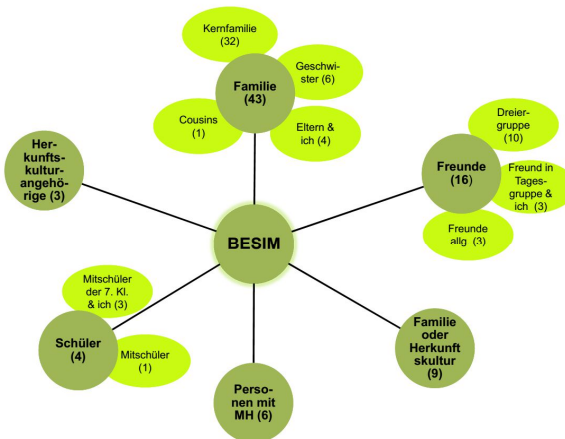 Kernfamilie
(32)
Familie
(43)
Geschwi-
ster (6)
Cousins
(1)
Eltern &
ich (4)
Dreier-
gruppe
(10)
Freunde
(16)
Freund in
Tages-
gruppe &
ich (3)
Freunde
allg (3)
Her-
kunfts-
kultur-
angehö-
rige (3)
BESIM
Mitschüler
der 7. Kl.
& ich (3)
Schüler
(4)
Mitschüler
(1)
Perso-
nen mit
MH (6)
Familie
oder
Herkunft
skultur
(9)